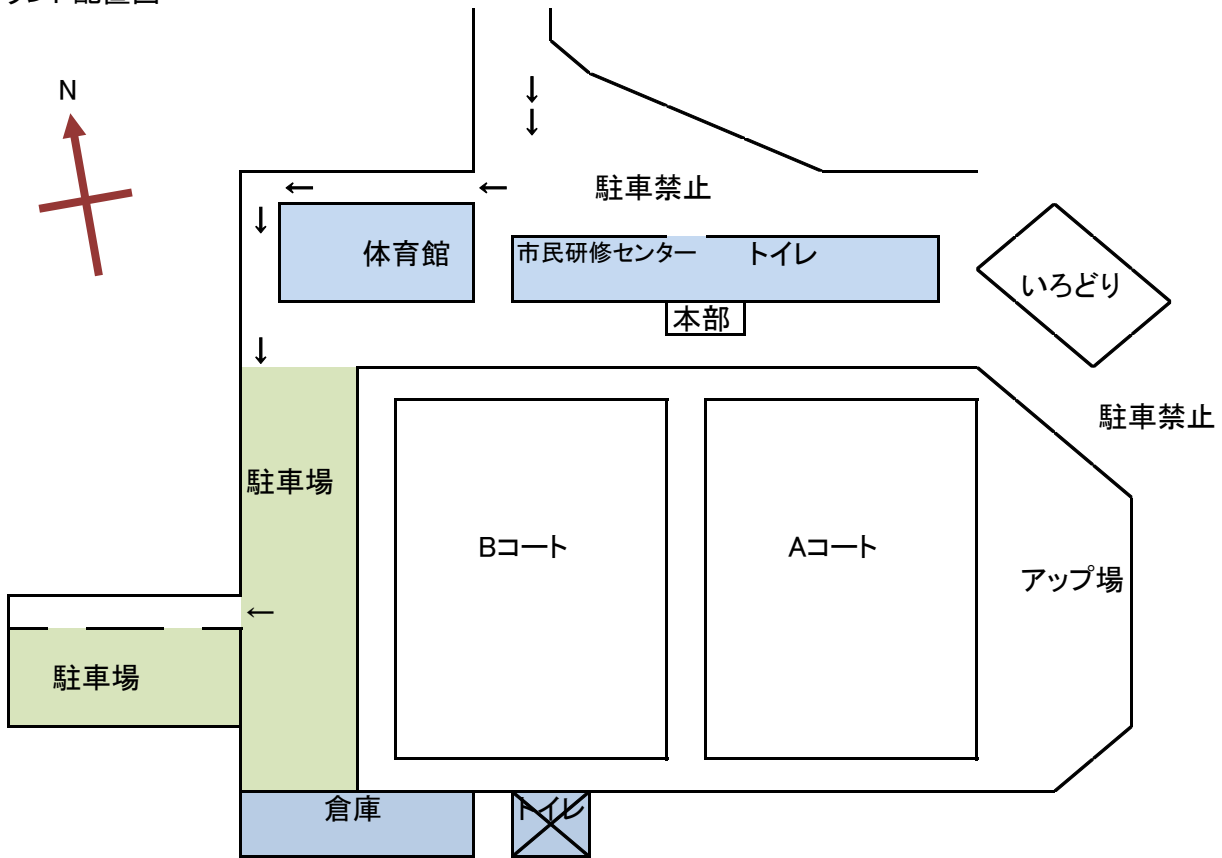 N
↓
↓
← ←
駐車禁止
↓
体育館
市民研修センター トイレ
いろどり
本部
↓
駐車禁止
駐車場
Bコート
Aコート
アップ場
←
駐車場
倉庫
トイレ